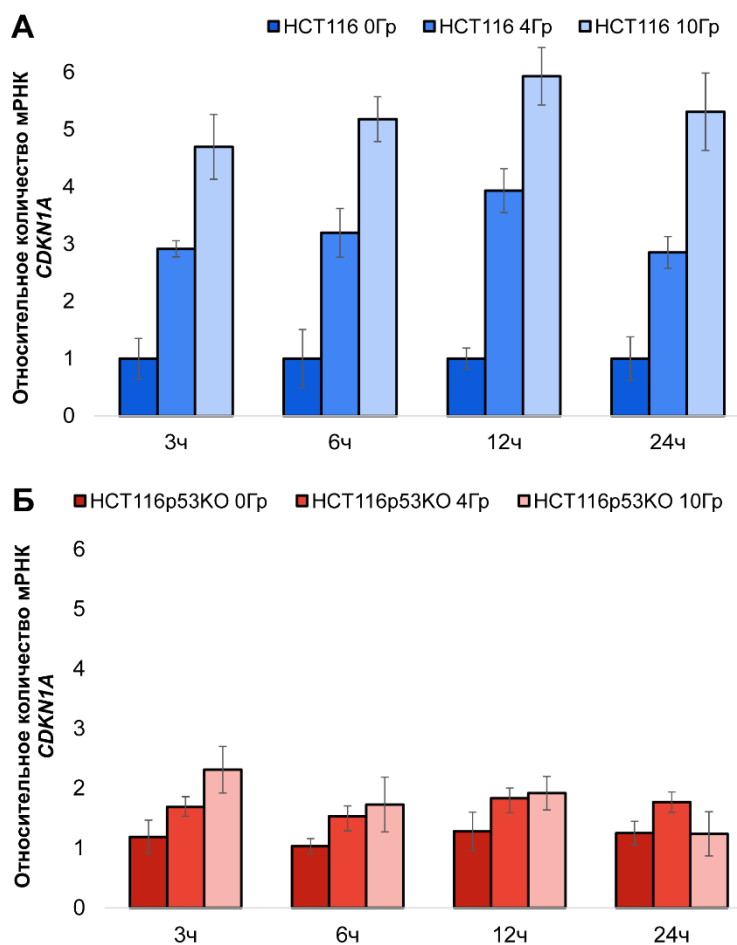 А
HCT116 0Гр HCT116 4Гр HCT116 10Гр
Относительное количество мРНК
CDKN1A
6
5
4
3
2
1
0
3ч 6ч 12ч 24ч
Б
HCT116p53KO 0Гр HCT116p53KO 4Гр HCT116p53KO 10Гр
Относительное количество мРНК
CDKN1A
6
5
4
3
2
1
0
3ч 6ч 12ч 24ч